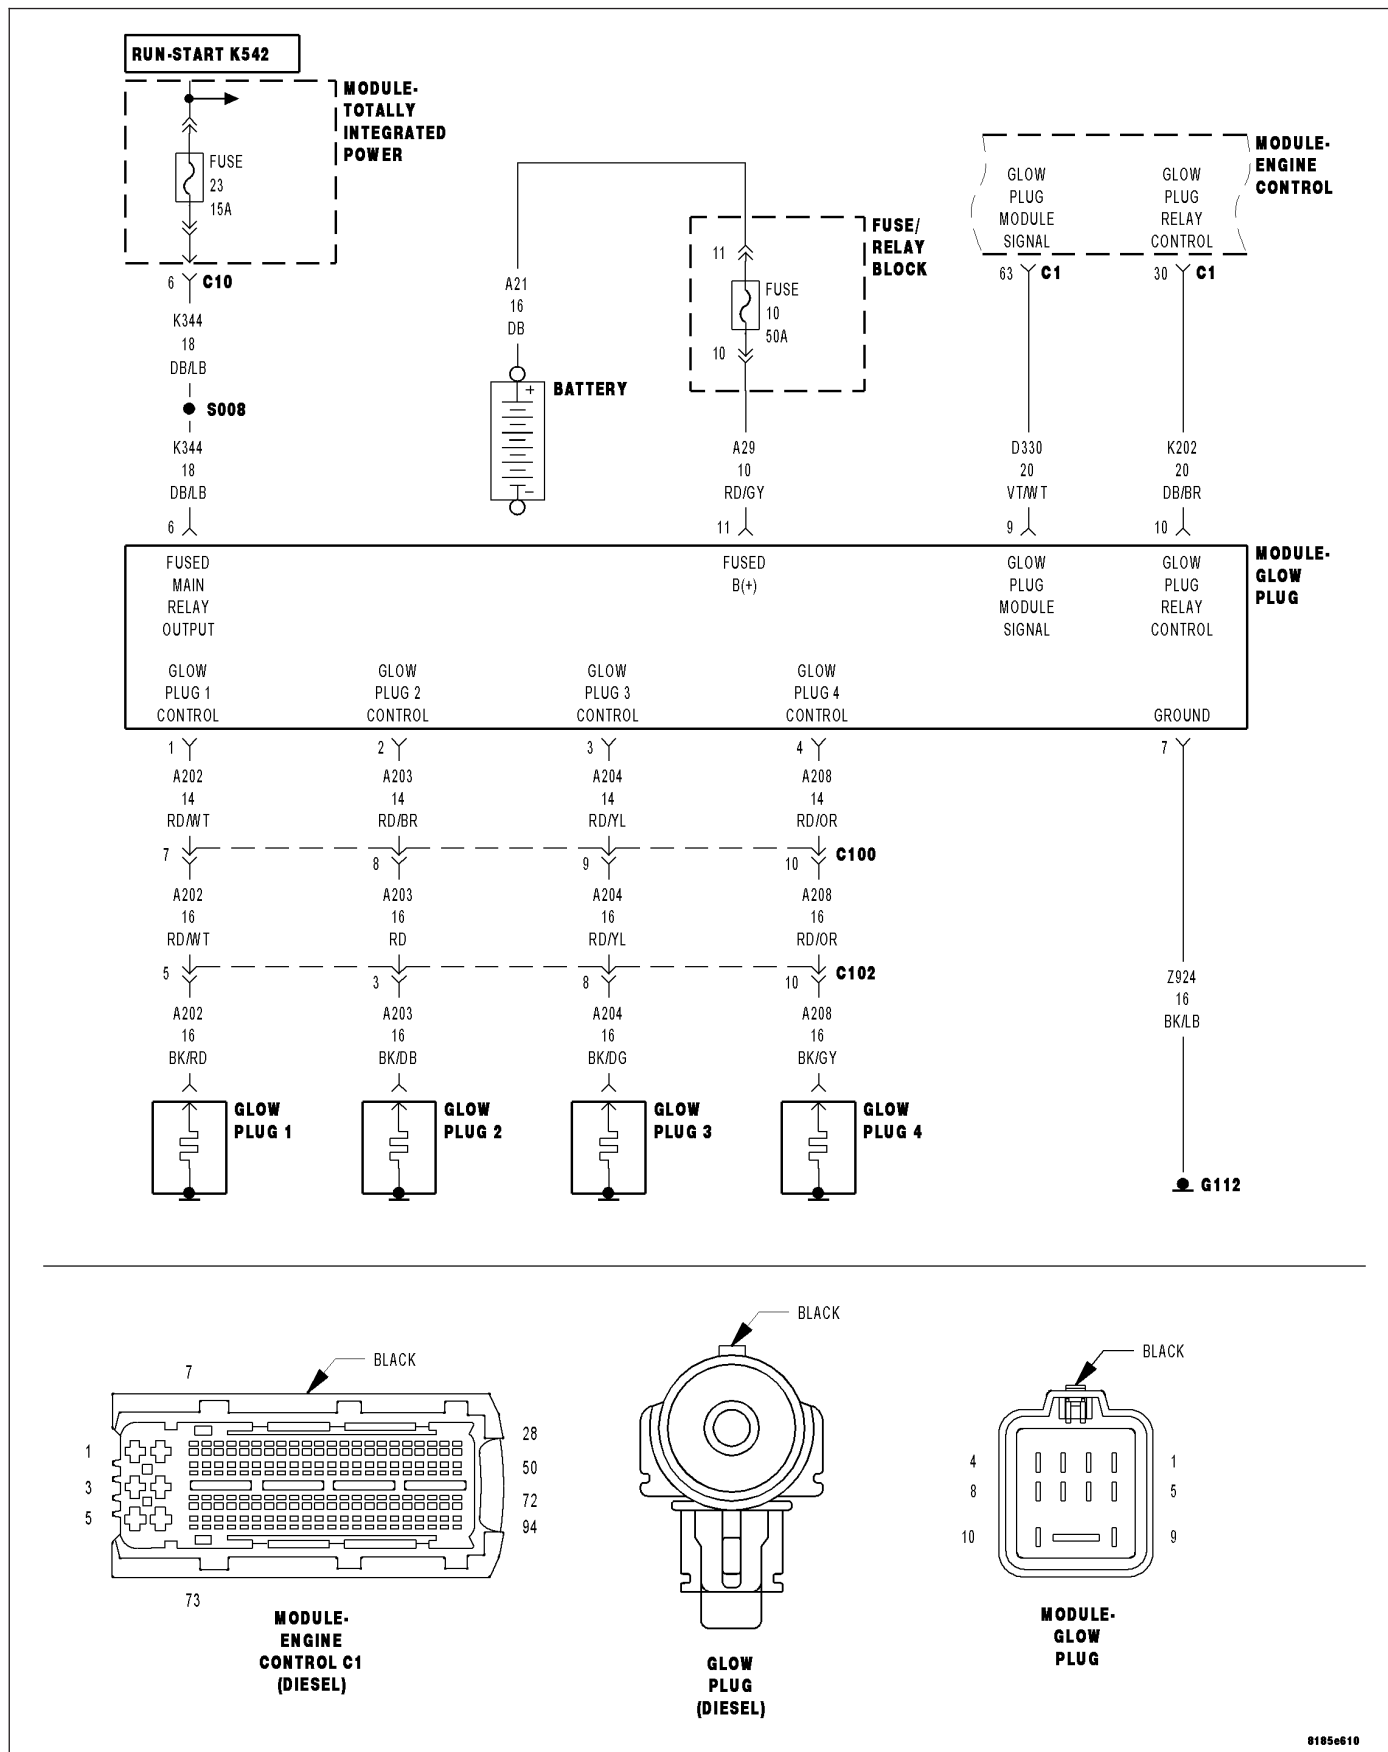 RUN-START K542
MODULE-
TOTALLY
INTEGRATED
POWER
FUSE
23
15A
6
C10
K344
18
DB/LB
S008
K344
18
DB/LB
6
A21
16
DB
BATTERY
+
−
FUSE/
RELAY
BLOCK
11
FUSE
10
50A
10
A29
10
RD/GY
11
MODULE-
ENGINE
CONTROL
GLOW
PLUG
MODULE
SIGNAL
GLOW
PLUG
RELAY
CONTROL
63 C1
30 C1
D330
20
VT/WT
9
K202
20
DB/BR
10
MODULE-
GLOW
PLUG
FUSED
MAIN
RELAY
OUTPUT
FUSED
B(+)
GLOW
PLUG
MODULE
SIGNAL
GLOW
PLUG
RELAY
CONTROL
GLOW
PLUG 1
CONTROL
GLOW
PLUG 2
CONTROL
GLOW
PLUG 3
CONTROL
GLOW
PLUG 4
CONTROL
GROUND
1 2 3 4 7
A202 A203 A204 A208
14 14 14 14
RD/WT RD/BR RD/YL RD/OR
7 8 9 10 C100
A202 A203 A204 A208
16 16 16 16
RD/WT RD RD/YL RD/OR
5 3 8 10 C102
A202 A203 A204 A208
16 16 16 16
BK/RD BK/DB BK/DG BK/GY
Z924
16
BK/LB
GLOW
PLUG 1
GLOW
PLUG 2
GLOW
PLUG 3
GLOW
PLUG 4
G112
BLACK
7
1
3
5
28
50
72
94
73
MODULE-
ENGINE
CONTROL C1
(DIESEL)
BLACK
GLOW
PLUG
(DIESEL)
BLACK
4 1
8 5
10 9
MODULE-
GLOW
PLUG
8185e610